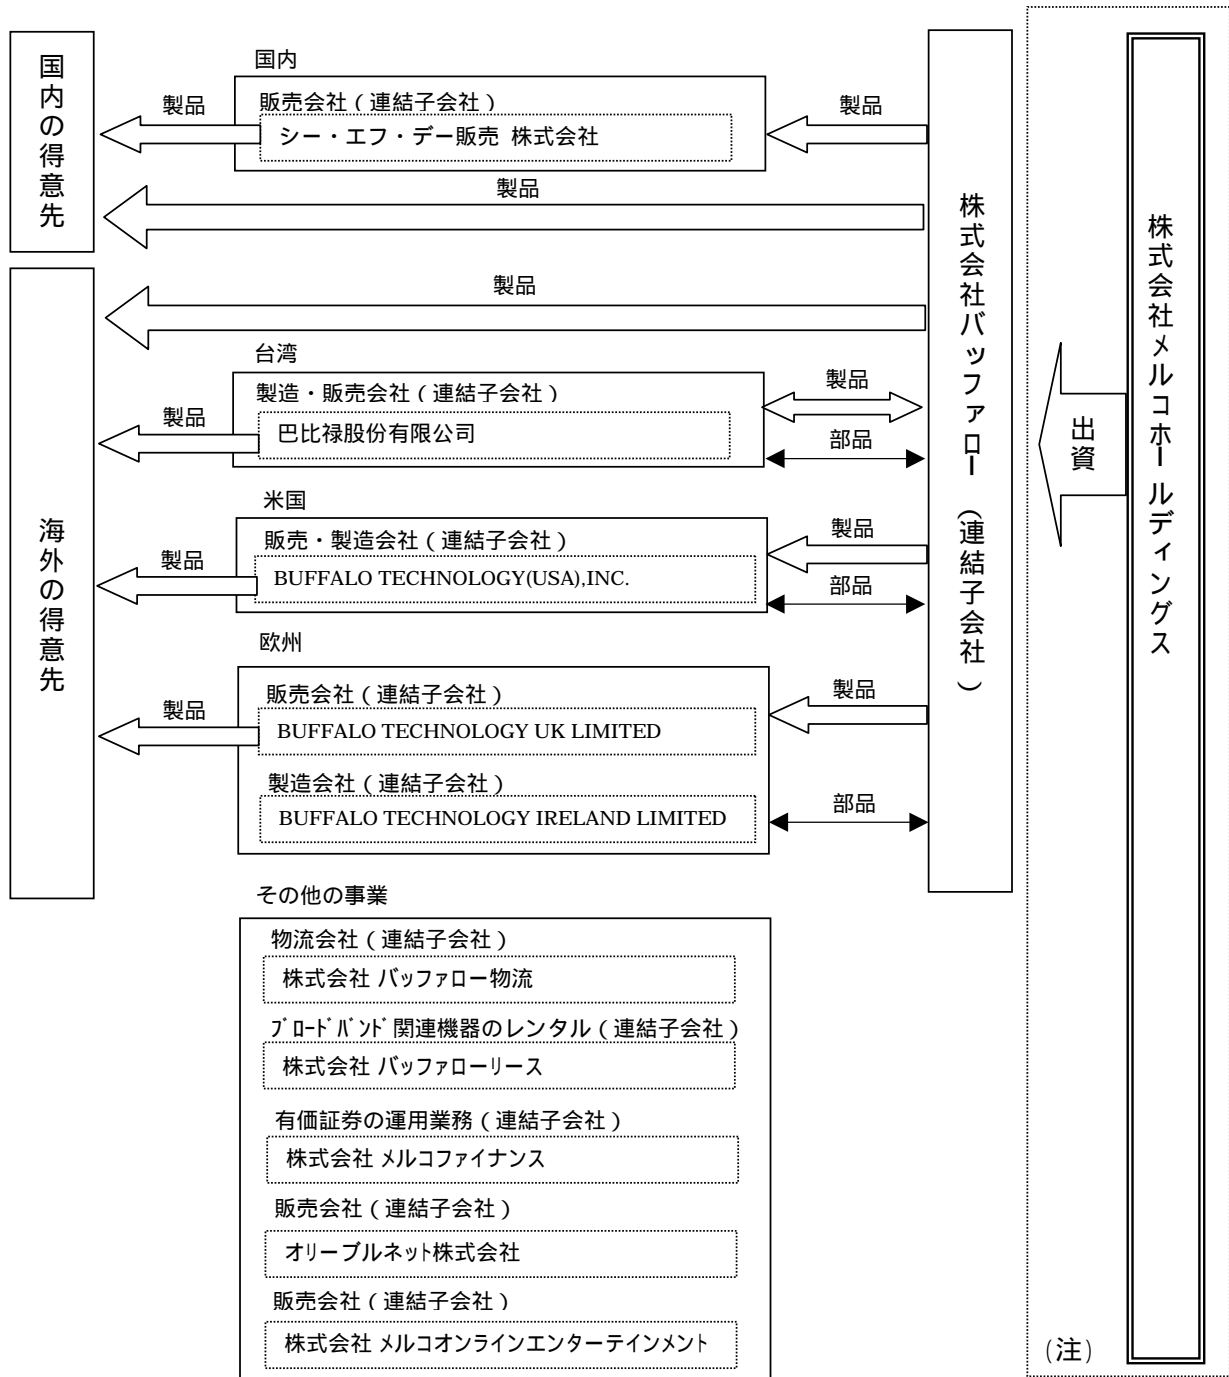 国内の得意先
海外の得意先
国内
販売会社（連結子会社）
シー・エフ・デー販売 株式会社
製品
製品
製品
製品
台湾
製造・販売会社（連結子会社）
巴比禄股份有限公司
製品
製品
部品
米国
販売・製造会社（連結子会社）
BUFFALO TECHNOLOGY(USA),INC.
製品
製品
部品
欧州
販売会社（連結子会社）
BUFFALO TECHNOLOGY UK LIMITED
製品
製品
製造会社（連結子会社）
BUFFALO TECHNOLOGY IRELAND LIMITED
部品
その他の事業
物流会社（連結子会社）
株式会社 バッファロー物流
ﾌﾞﾛｰﾄﾞﾊﾞﾝﾄﾞ関連機器のレンタル（連結子会社）
株式会社 バッファローリース
有価証券の運用業務（連結子会社）
株式会社 メルコファイナンス
販売会社（連結子会社）
オリーブルネット株式会社
販売会社（連結子会社）
株式会社 メルコオンラインエンターテインメント
株式会社バッファロー（連結子会社）
出資
株式会社メルコホールディングス
（注）